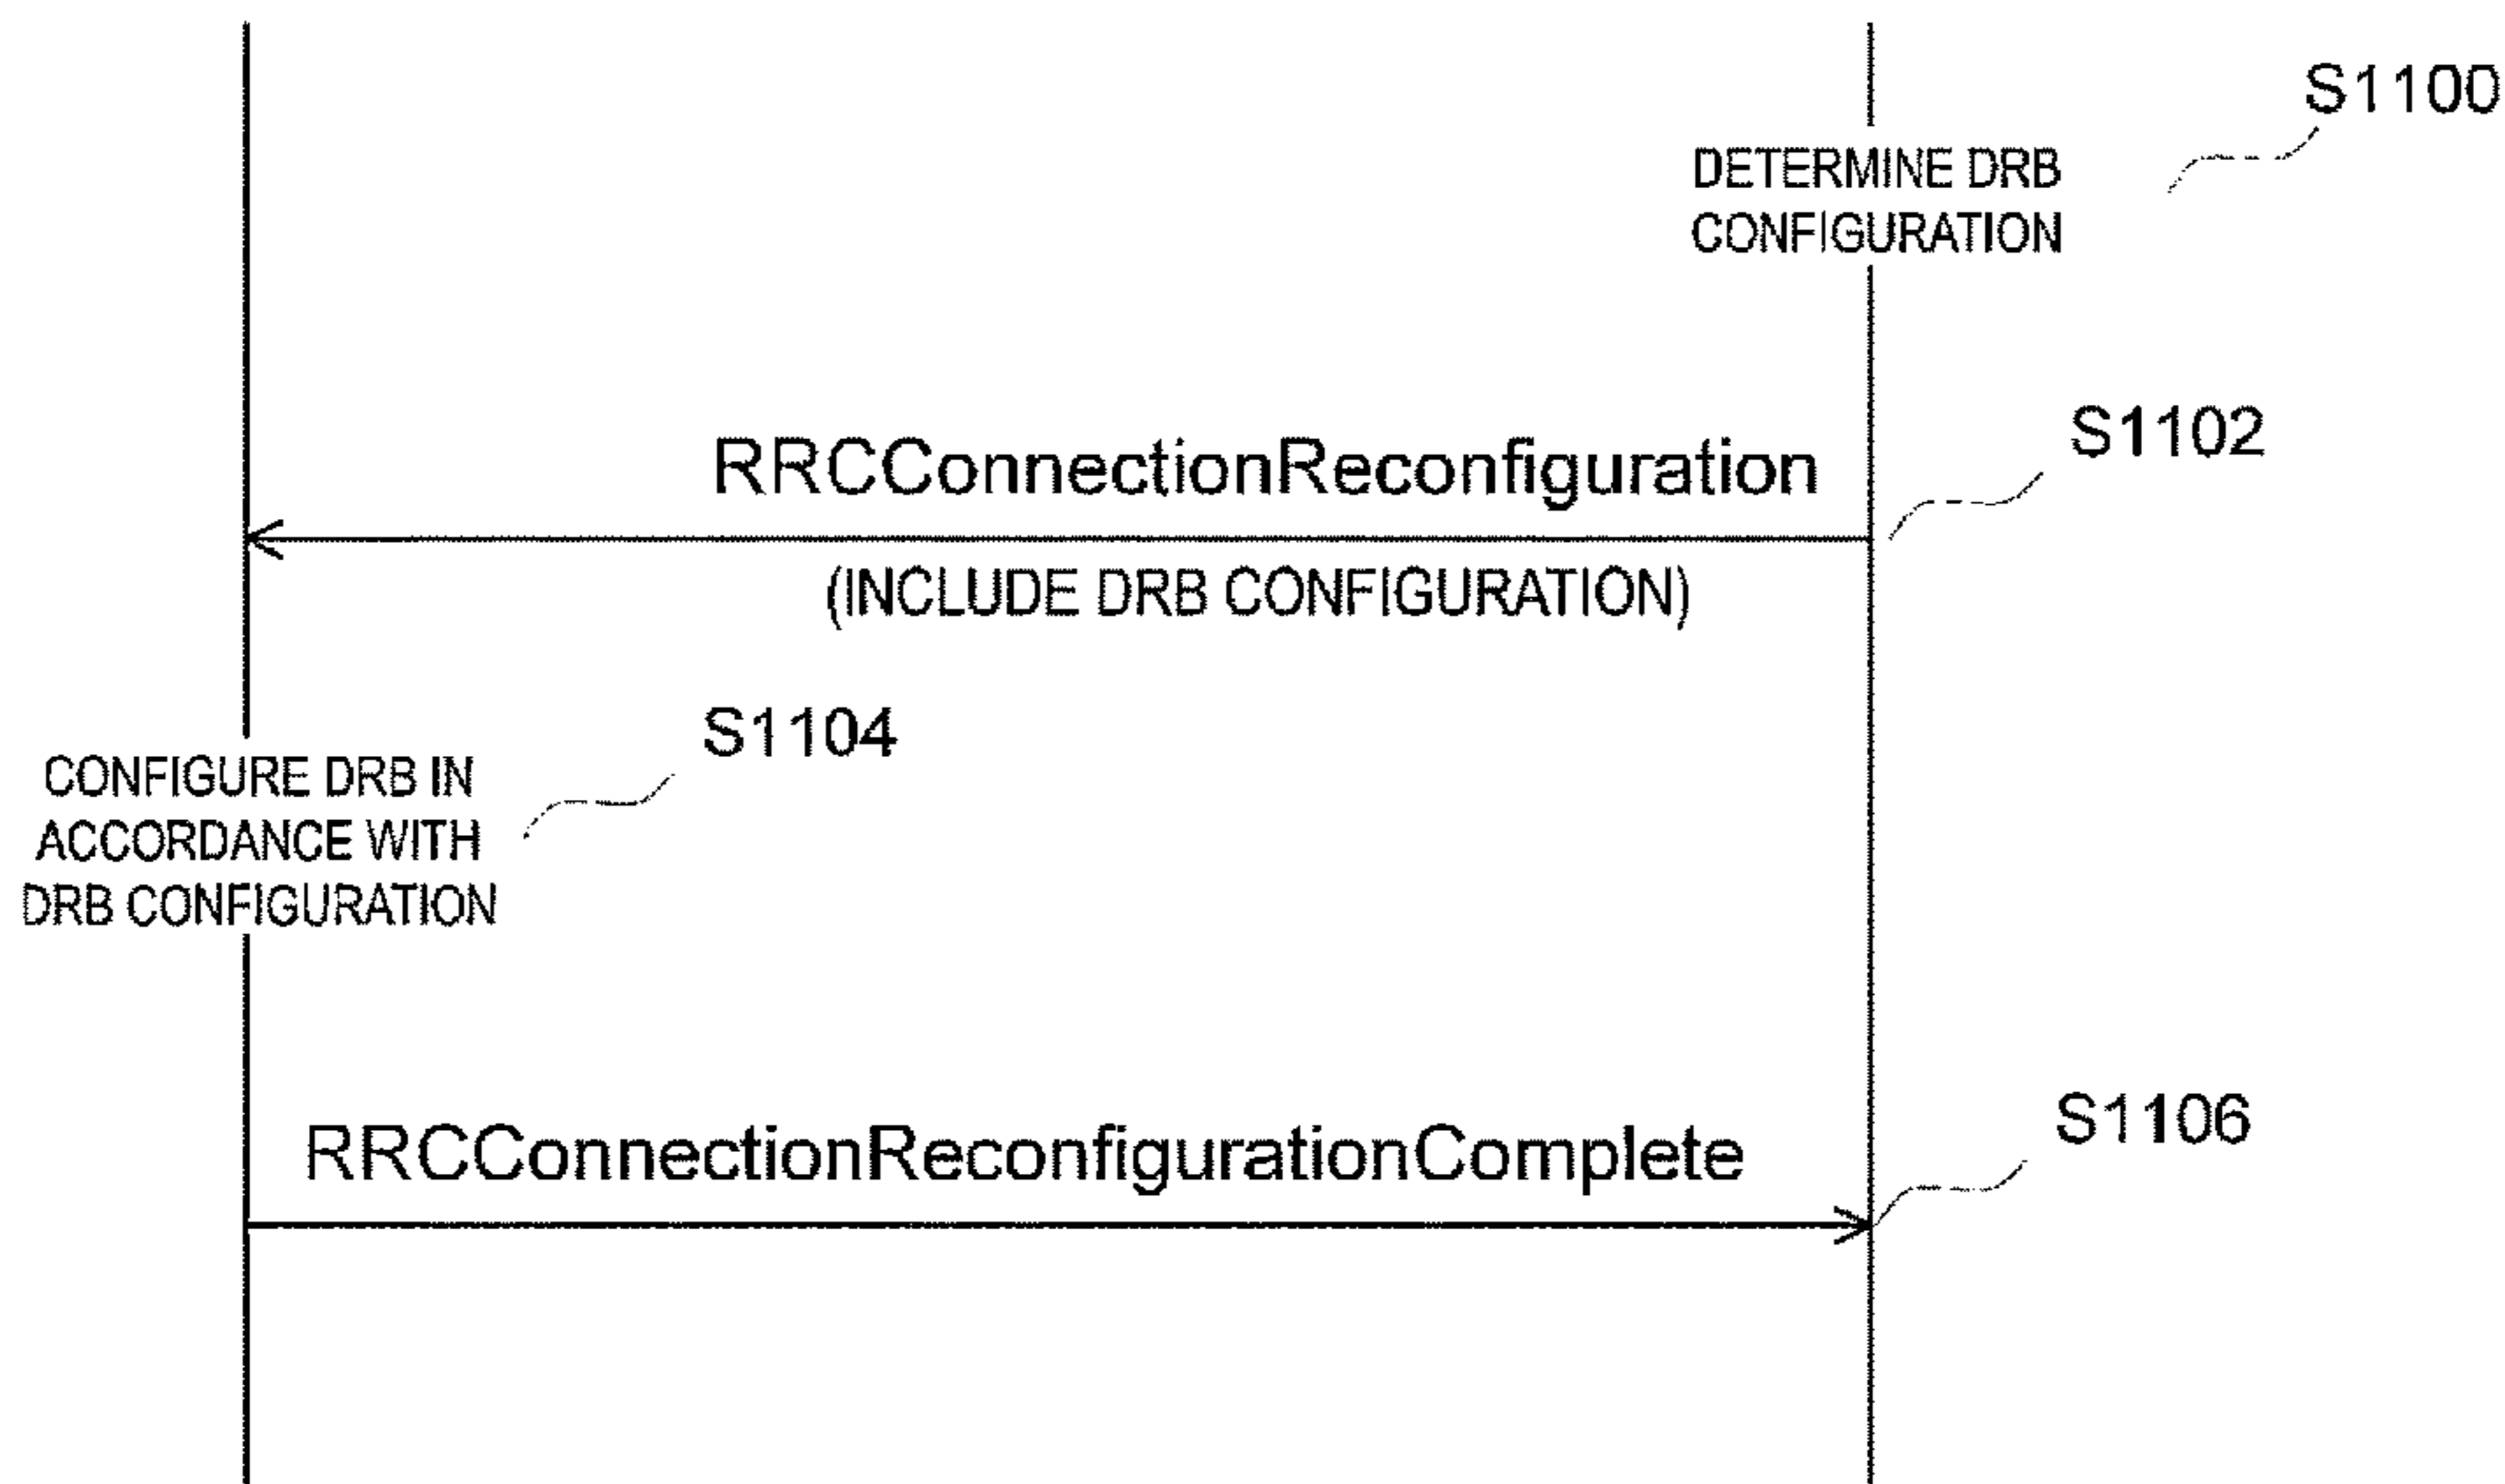 S1100
DETERMINE DRB
CONFIGURATION
S1102
RRCConnectionReconfiguration
(INCLUDE DRB CONFIGURATION)
S1104
CONFIGURE DRB IN
ACCORDANCE WITH
DRB CONFIGURATION
S1106
RRCConnectionReconfigurationComplete